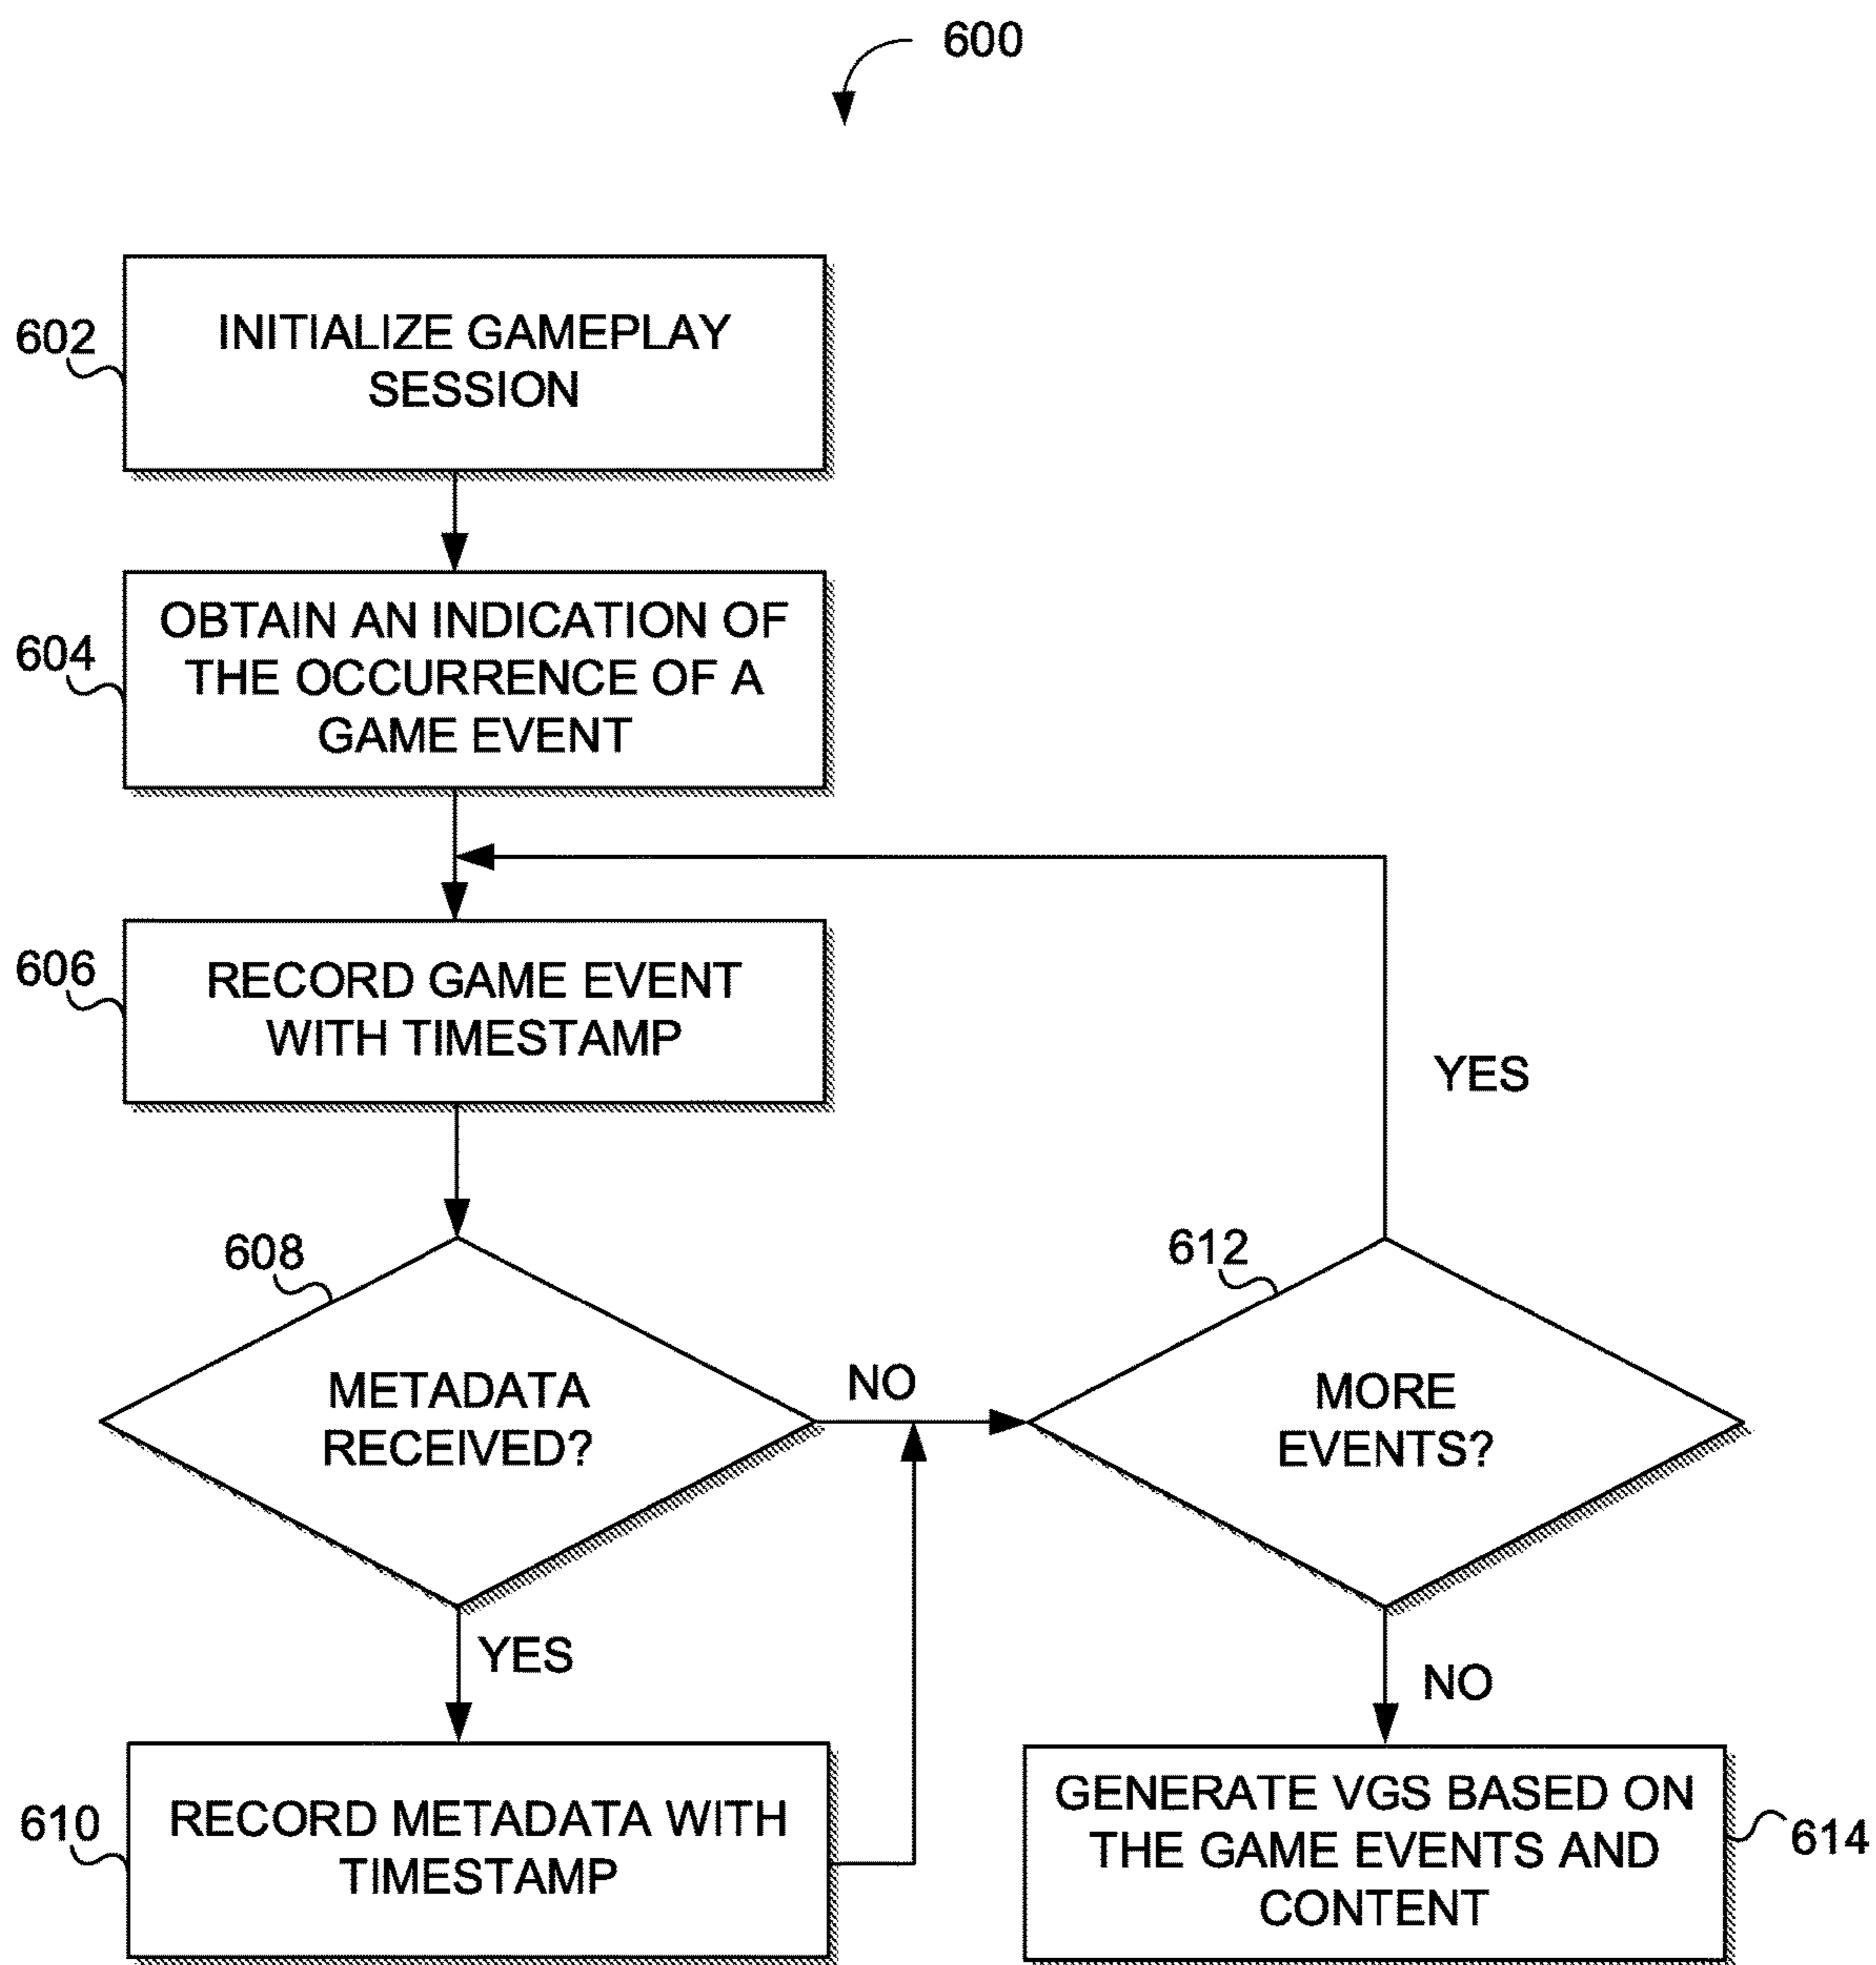 600
602
INITIALIZE GAMEPLAY
SESSION
604
OBTAIN AN INDICATION OF
THE OCCURRENCE OF A
GAME EVENT
606
RECORD GAME EVENT
WITH TIMESTAMP
YES
608
METADATA
RECEIVED?
NO
612
MORE
EVENTS?
YES
NO
610
RECORD METADATA WITH
TIMESTAMP
GENERATE VGS BASED ON
THE GAME EVENTS AND
CONTENT
614